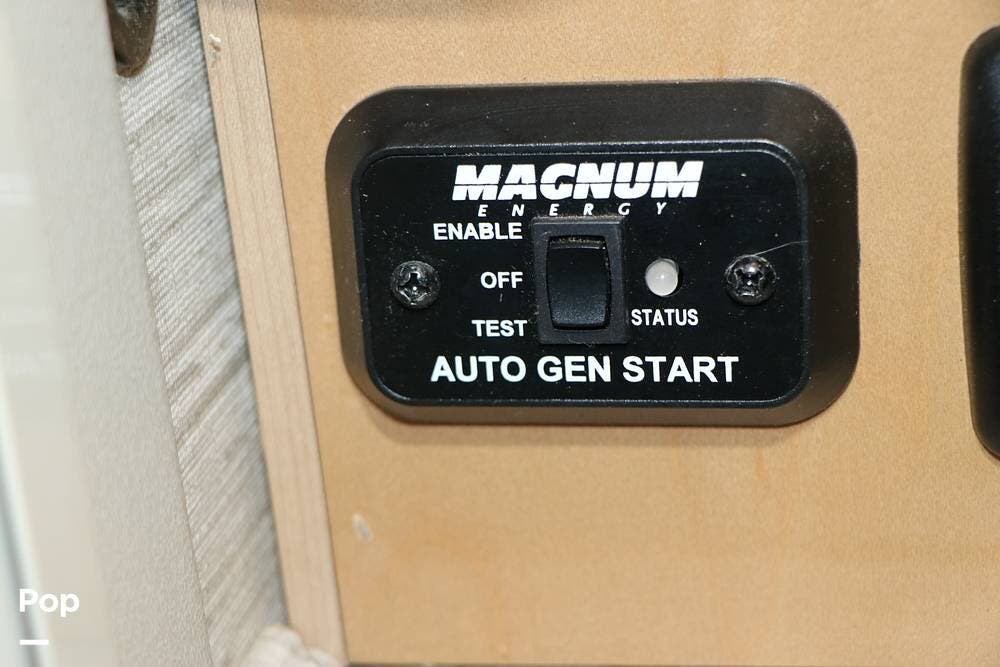 MAGNUM
ENERGY
ENABLE
OFF
TEST
STATUS
AUTO GEN START
Pop